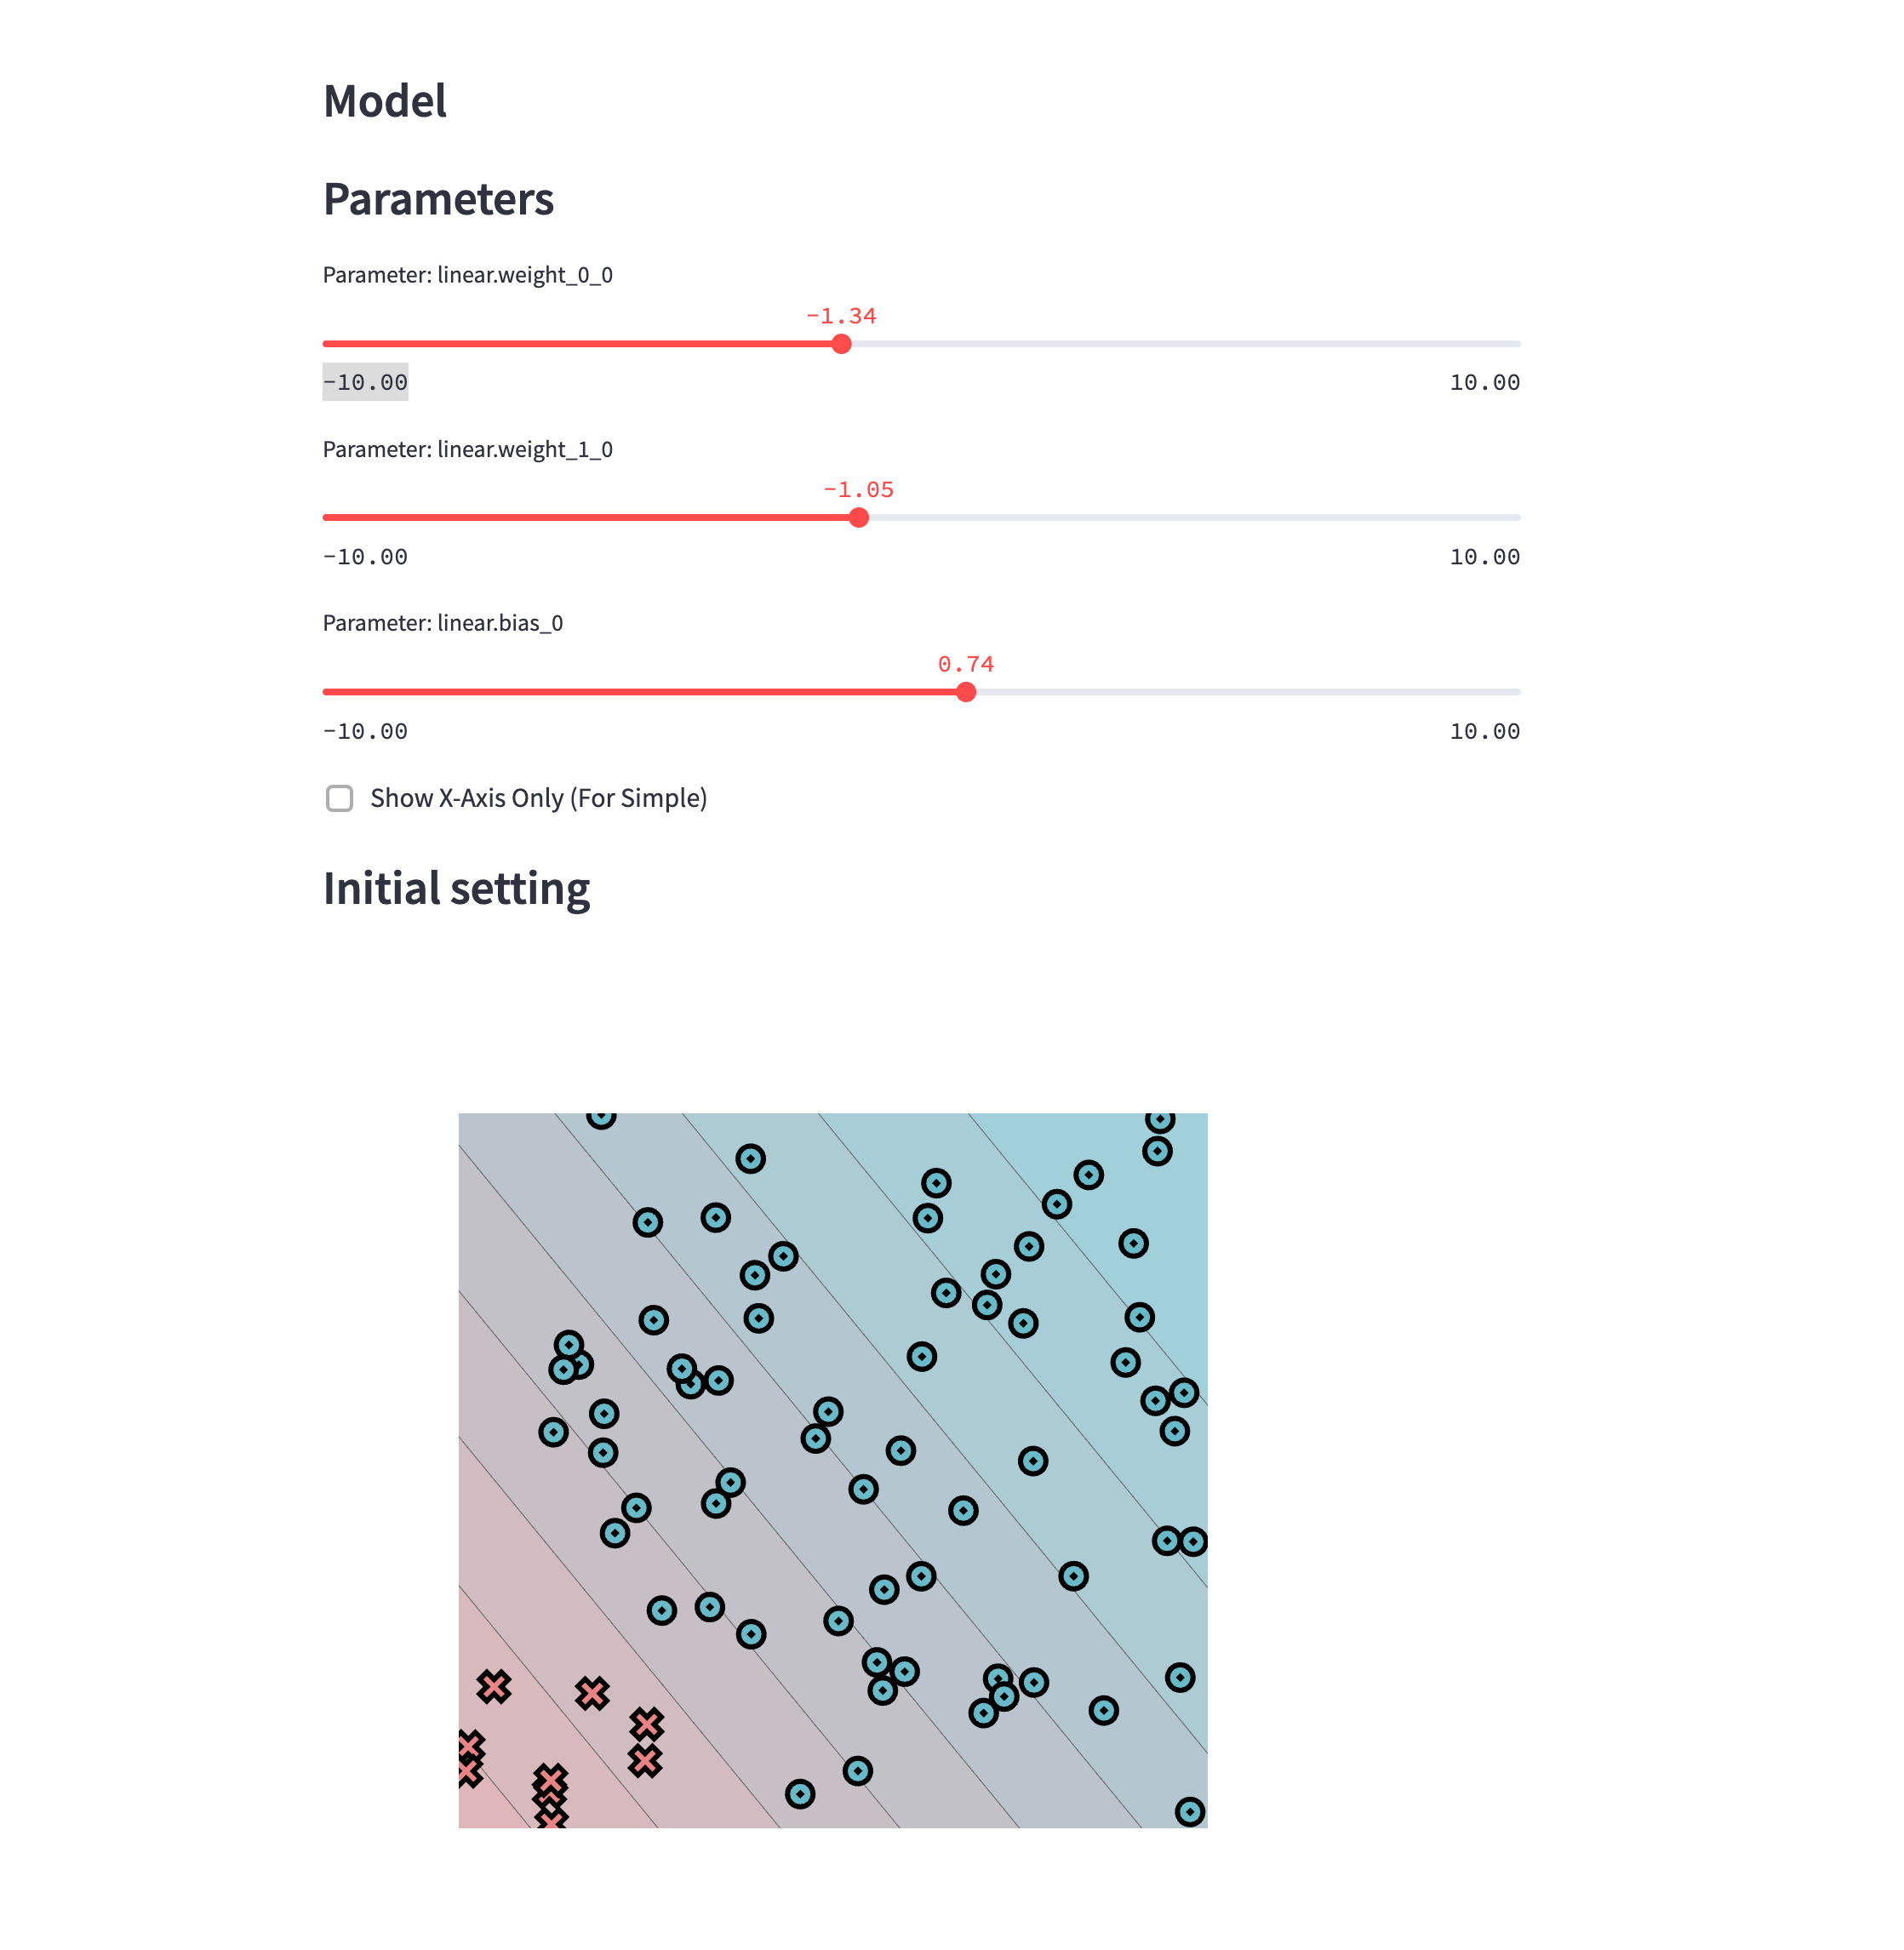 Model
Parameters
Parameter: linear.weight_0_0
-1.34
-10.00 10.00
Parameter: linear.weight_1_0
-1.05
-10.00 10.00
Parameter: linear.bias_0
0.74
-10.00 10.00
Show X-Axis Only (For Simple)
Initial setting